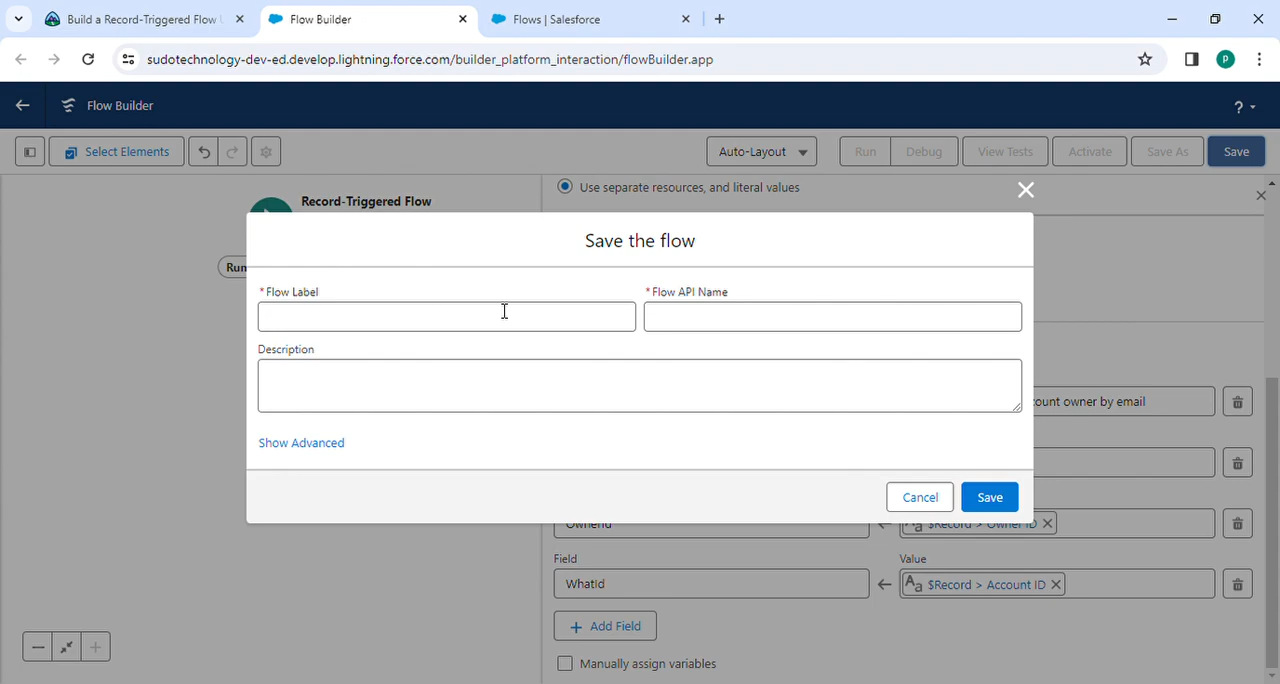 Build a Record-Triggered Flow
Flow Builder
Flows | Salesforce
sudotechnology-dev-ed.develop.lightning.force.com/builder_platform_interaction/flowBuilder.app
P
Flow Builder
?
Select Elements
Auto-Layout
Run
Debug
View Tests
Activate
Save As
Save
Record-Triggered Flow
Use separate resources, and literal values
Run
Save the flow
* Flow Label
* Flow API Name
Description
Show Advanced
Cancel
Save
count owner by email
OwnerId
Aa $Record > Owner ID
Field
Value
WhatId
Aa $Record > Account ID
+ Add Field
Manually assign variables